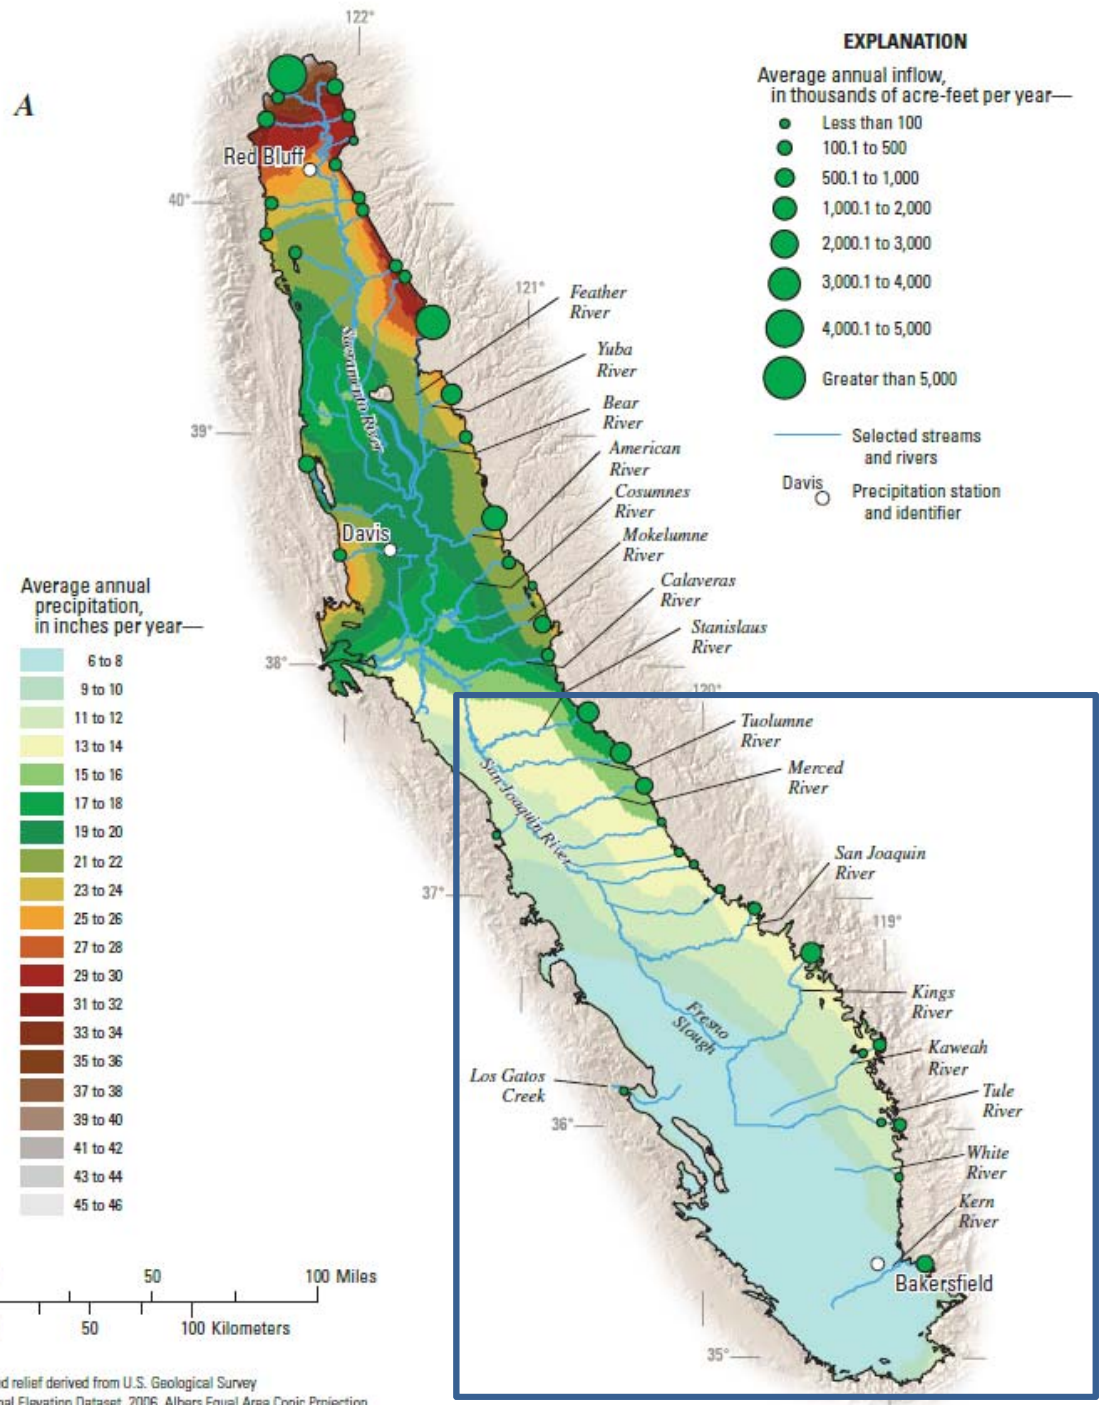 122°
A
Red Bluff
40°
121°
Feather
River
Yuba
River
Bear
River
American
River
Cosumnes
River
Mokelumne
River
Calaveras
River
Stanislaus
River
Sacramento River
39°
Davis
38°
120°
Tuolumne
River
Merced
River
San Joaquin River
San Joaquin
River
37°
119°
Kings
River
Fresno
Slough
Kaweah
River
Los Gatos
Creek
Tule
River
36°
White
River
Kern
River
Bakersfield
35°
EXPLANATION
Average annual inflow,
in thousands of acre-feet per year—
Less than 100
100.1 to 500
500.1 to 1,000
1,000.1 to 2,000
2,000.1 to 3,000
3,000.1 to 4,000
4,000.1 to 5,000
Greater than 5,000
Selected streams
and rivers
Davis
Precipitation station
and identifier
Average annual
precipitation,
in inches per year—
6 to 8
9 to 10
11 to 12
13 to 14
15 to 16
17 to 18
19 to 20
21 to 22
23 to 24
25 to 26
27 to 28
29 to 30
31 to 32
33 to 34
35 to 36
37 to 38
39 to 40
41 to 42
43 to 44
45 to 46
50 100 Miles
50 100 Kilometers
relief derived from U.S. Geological Survey
Elevation Dataset, 2006. Albers Equal Area Conic Projection